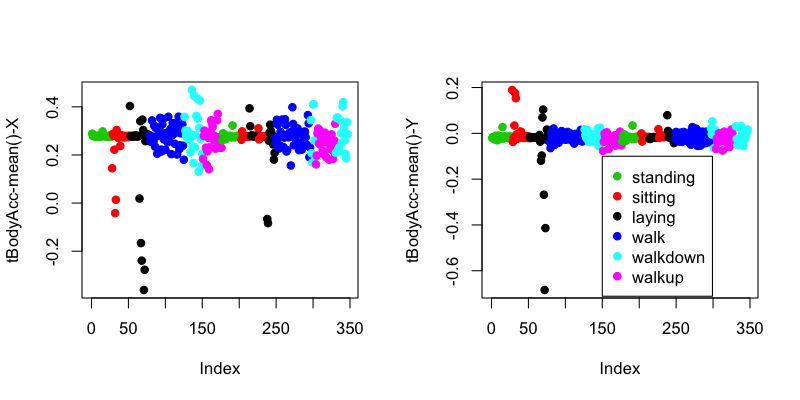 tBodyAcc-mean()-X
0.4
0.2
0.0
-0.2
0 50 150 250 350
Index
tBodyAcc-mean()-Y
0.2
0.0
-0.2
-0.4
-0.6
standing
sitting
laying
walk
walkdown
walkup
0 50 150 250 350
Index